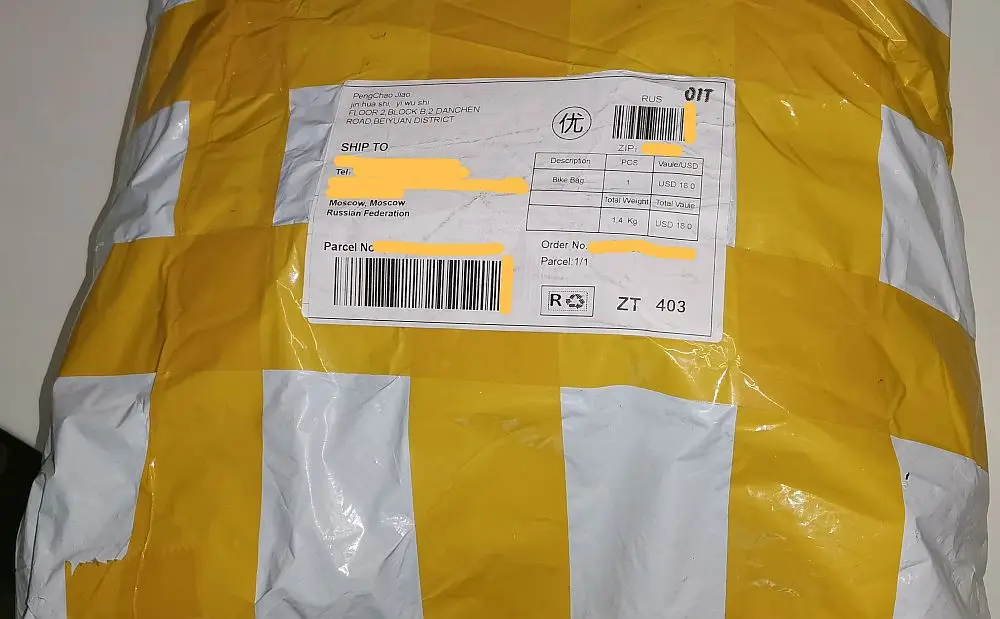 PengChao Jiao
jin hua shi, yi wu shi
FLOOR 2,BLOCK B 2,DANCHEN
ROAD,BEIYUAN DISTRICT
优
RUS
OIT
ZIP:
SHIP TO
Tel:
Moscow, Moscow
Russian Federation
Description PCS Vaule/USD
Bike Bag 1 USD 18.0
Total Weight Total Vaule
1.4 Kg USD 18.0
Parcel No
Order No:
Parcel:1/1
R
ZT 403